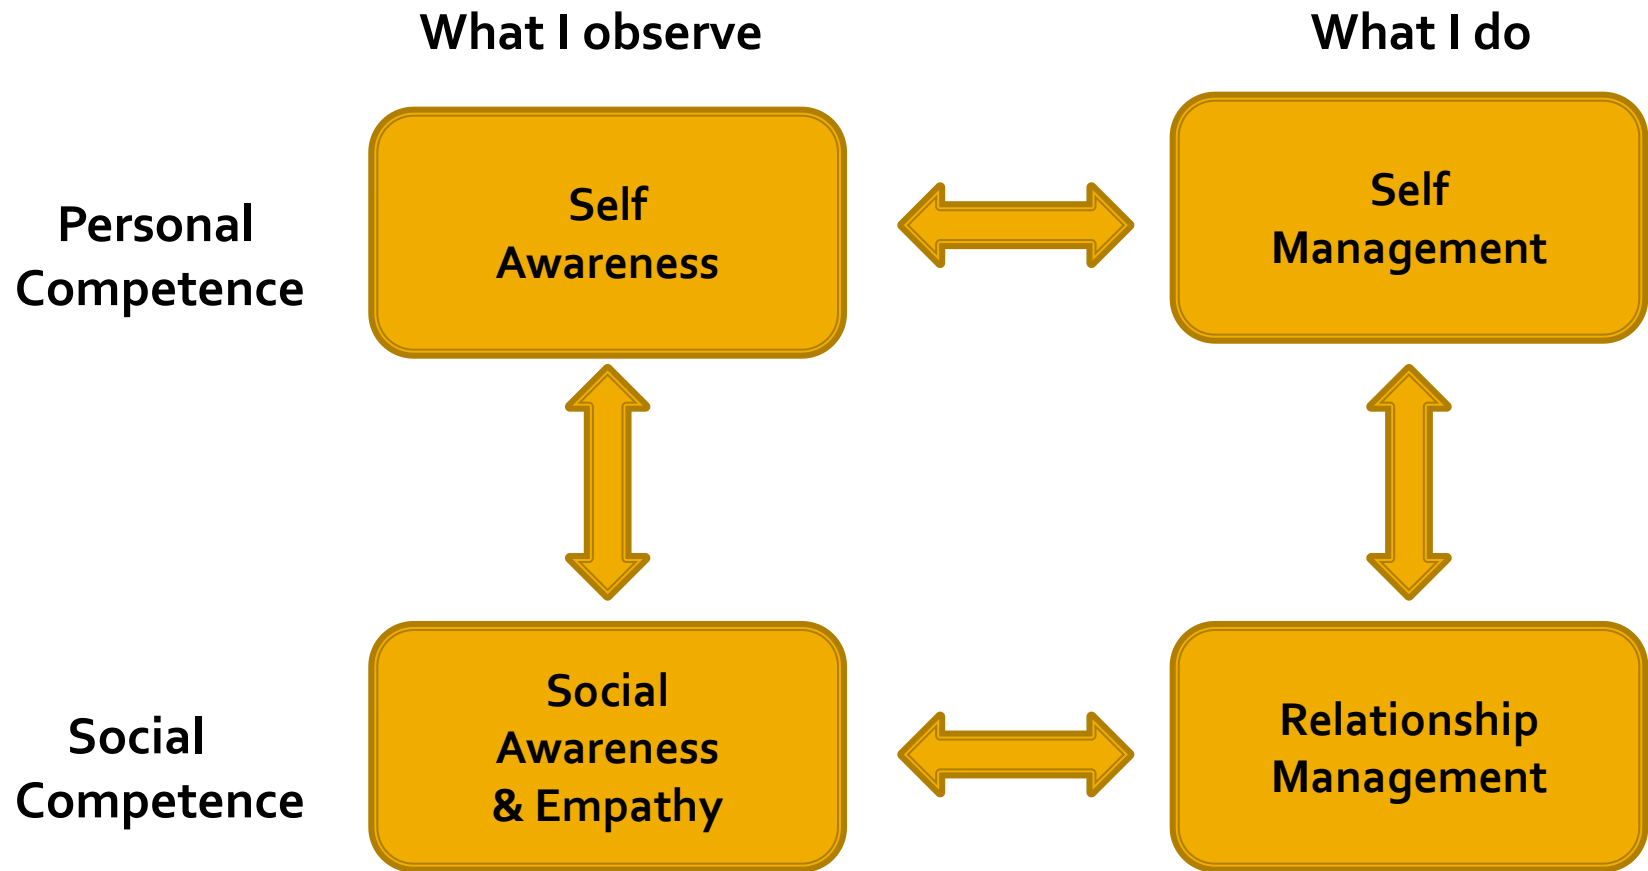 What I observe
What I do
Personal
Competence
Self
Awareness
Self
Management
Social
Competence
Social
Awareness
& Empathy
Relationship
Management